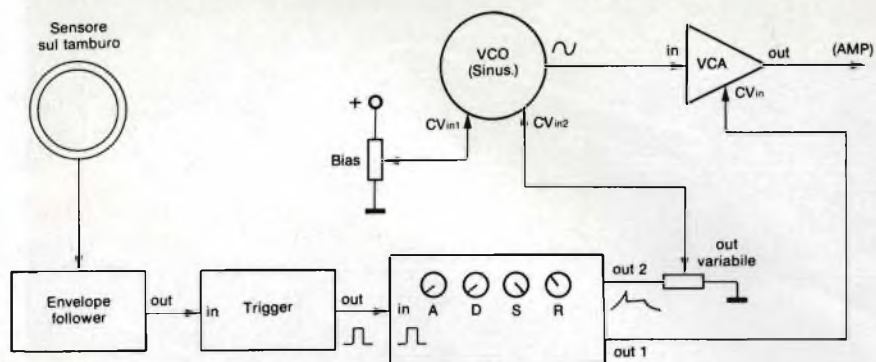 Sensore
sul tamburo
VCO
(Sinus.)
in
VCA
out
(AMP)
+
CVin1
CVin2
CVin
Bias
out
variabile
Envelope
follower
out
in
Trigger
out
in
A
D
S
R
out 2
out 1